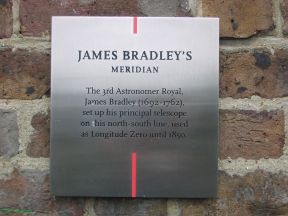 JAMES BRADLEY'S
MERIDIAN
The 3rd Astronomer Royal,
James Bradley (1692-1762),
set up his principal telescope
on this north-south line, used
as Longitude Zero until 1850.